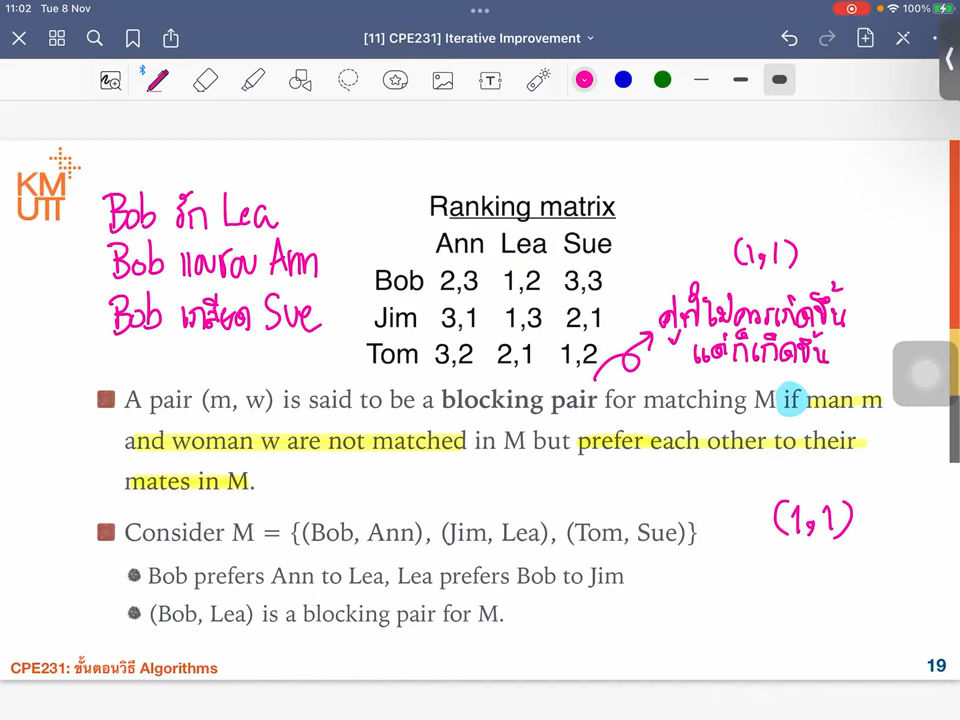 11:02 Tue 8 Nov
100%
[11] CPE231] Iterative Improvement
KM
UTT
Bob รัก Lea
Bob แอบชอบ Ann
Bob เกลียด Sue
Ranking matrix
Ann Lea Sue
Bob 2,3 1,2 3,3
Jim 3,1 1,3 2,1
Tom 3,2 2,1 1,2
(1,1)
คู่ที่ไม่ควรเกิดขึ้น
แต่ก็เกิดขึ้น
A pair (m, w) is said to be a blocking pair for matching M if man m
and woman w are not matched in M but prefer each other to their
mates in M.
(1,1)
Consider M = {(Bob, Ann), (Jim, Lea), (Tom, Sue)}
Bob prefers Ann to Lea, Lea prefers Bob to Jim
(Bob, Lea) is a blocking pair for M.
CPE231: ขั้นตอนวิธี Algorithms
19